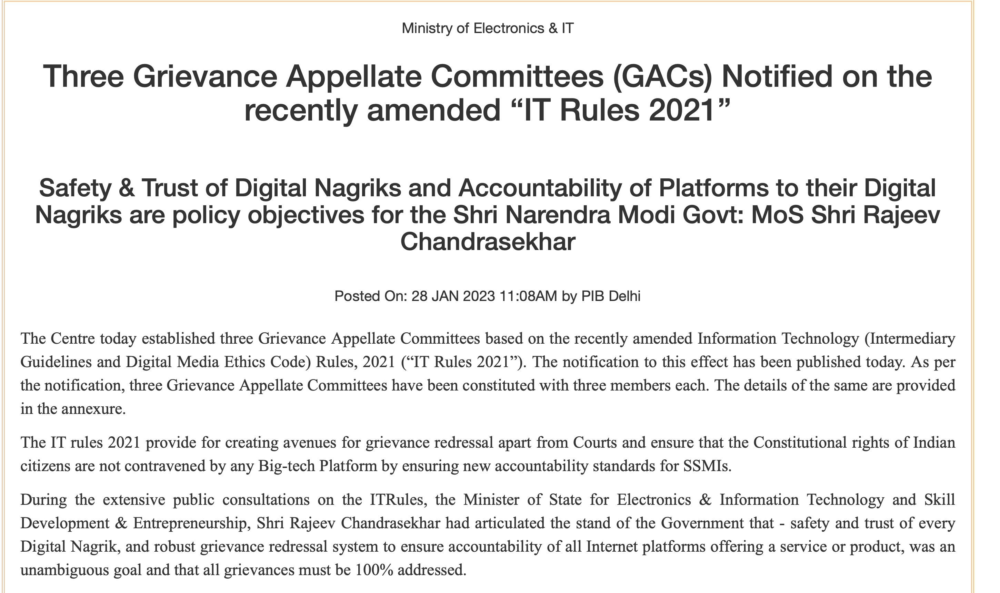 Ministry of Electronics & IT
Three Grievance Appellate Committees (GACs) Notified on the
recently amended “IT Rules 2021”
Safety & Trust of Digital Nagriks and Accountability of Platforms to their Digital
Nagriks are policy objectives for the Shri Narendra Modi Govt: MoS Shri Rajeev
Chandrasekhar
Posted On: 28 JAN 2023 11:08AM by PIB Delhi
The Centre today established three Grievance Appellate Committees based on the recently amended Information Technology (Intermediary
Guidelines and Digital Media Ethics Code) Rules, 2021 (“IT Rules 2021”). The notification to this effect has been published today. As per
the notification, three Grievance Appellate Committees have been constituted with three members each. The details of the same are provided
in the annexure.
The IT rules 2021 provide for creating avenues for grievance redressal apart from Courts and ensure that the Constitutional rights of Indian
citizens are not contravened by any Big-tech Platform by ensuring new accountability standards for SSMIs.
During the extensive public consultations on the ITRules, the Minister of State for Electronics & Information Technology and Skill
Development & Entrepreneurship, Shri Rajeev Chandrasekhar had articulated the stand of the Government that - safety and trust of every
Digital Nagrik, and robust grievance redressal system to ensure accountability of all Internet platforms offering a service or product, was an
unambiguous goal and that all grievances must be 100% addressed.